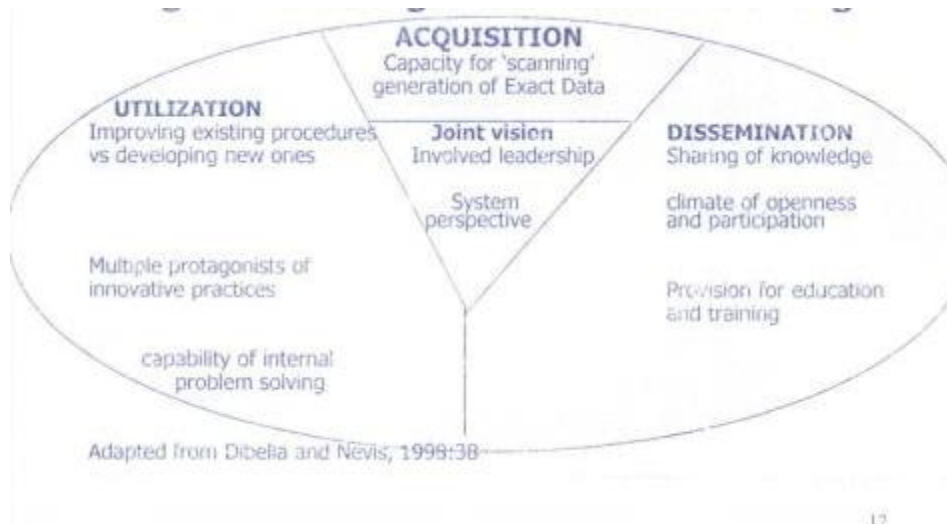 ACQUISITION
Capacity for 'scanning'
generation of Exact Data
UTILIZATION
Improving existing procedures
vs developing new ones
Joint vision
Involved leadership
System
perspective
DISSEMINATION
Sharing of knowledge
climate of openness
and participation
Multiple protagonists of
innovative practices
Provision for education
and training
capability of internal
problem solving
Adapted from Dibella and Nevis, 1998:38
12